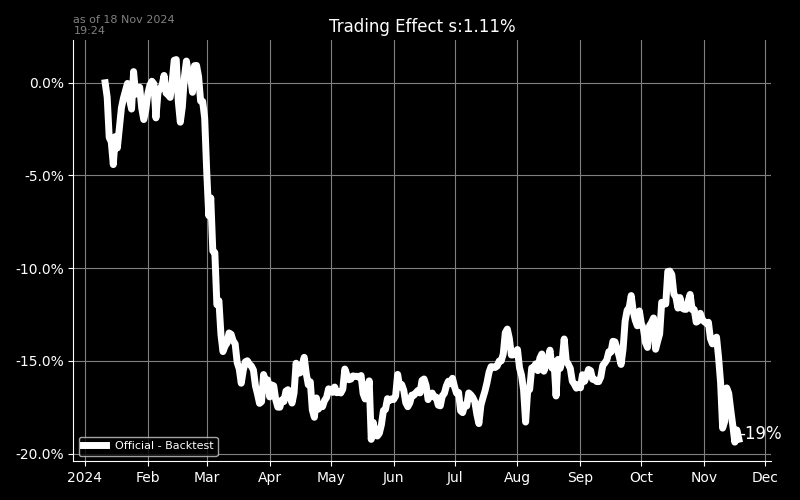 as of 18 Nov 2024
19:24
Trading Effect s:1.11%
0.0%
-5.0%
-10.0%
-15.0%
-20.0%
-19%
Official - Backtest
2024 Feb Mar Apr May Jun Jul Aug Sep Oct Nov Dec